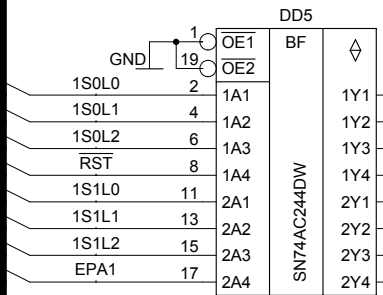 DD5
1 OE1 BF
GND 19 OE2
1S0L0 2 1A1 1Y1
1S0L1 4 1A2 1Y2
1S0L2 6 1A3 1Y3
RST 8 1A4 1Y4
1S1L0 11 2A1 2Y1
1S1L1 13 2A2 2Y2
1S1L2 15 2A3 2Y3
EPA1 17 2A4 2Y4
SN74AC244DW